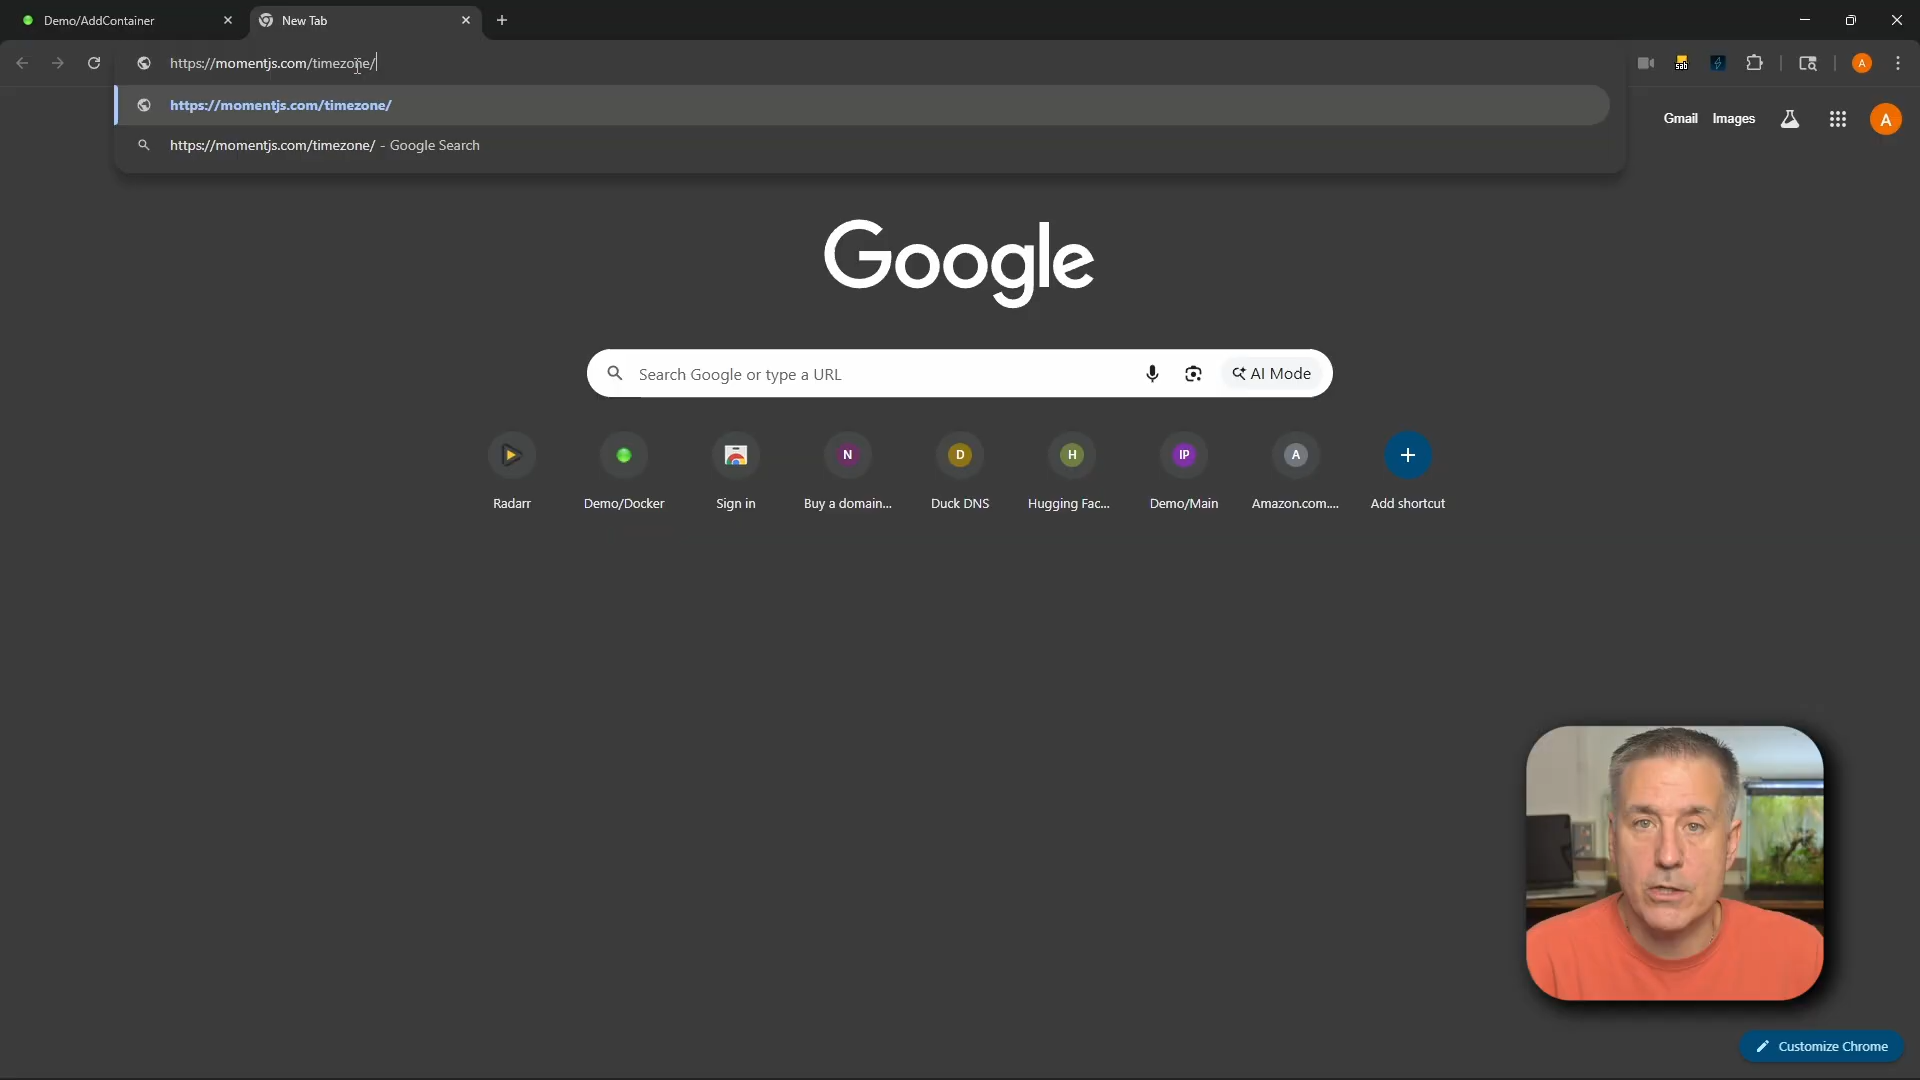 Demo/AddContainer
New Tab
https://momentjs.com/timezone/
https://momentjs.com/timezone/
https://momentjs.com/timezone/ - Google Search
sab
A
Gmail
Images
A
Google
Search Google or type a URL
AI Mode
N
D
H
IP
A
Radarr
Demo/Docker
Sign in
Buy a domain...
Duck DNS
Hugging Fac...
Demo/Main
Amazon.com....
Add shortcut
Customize Chrome